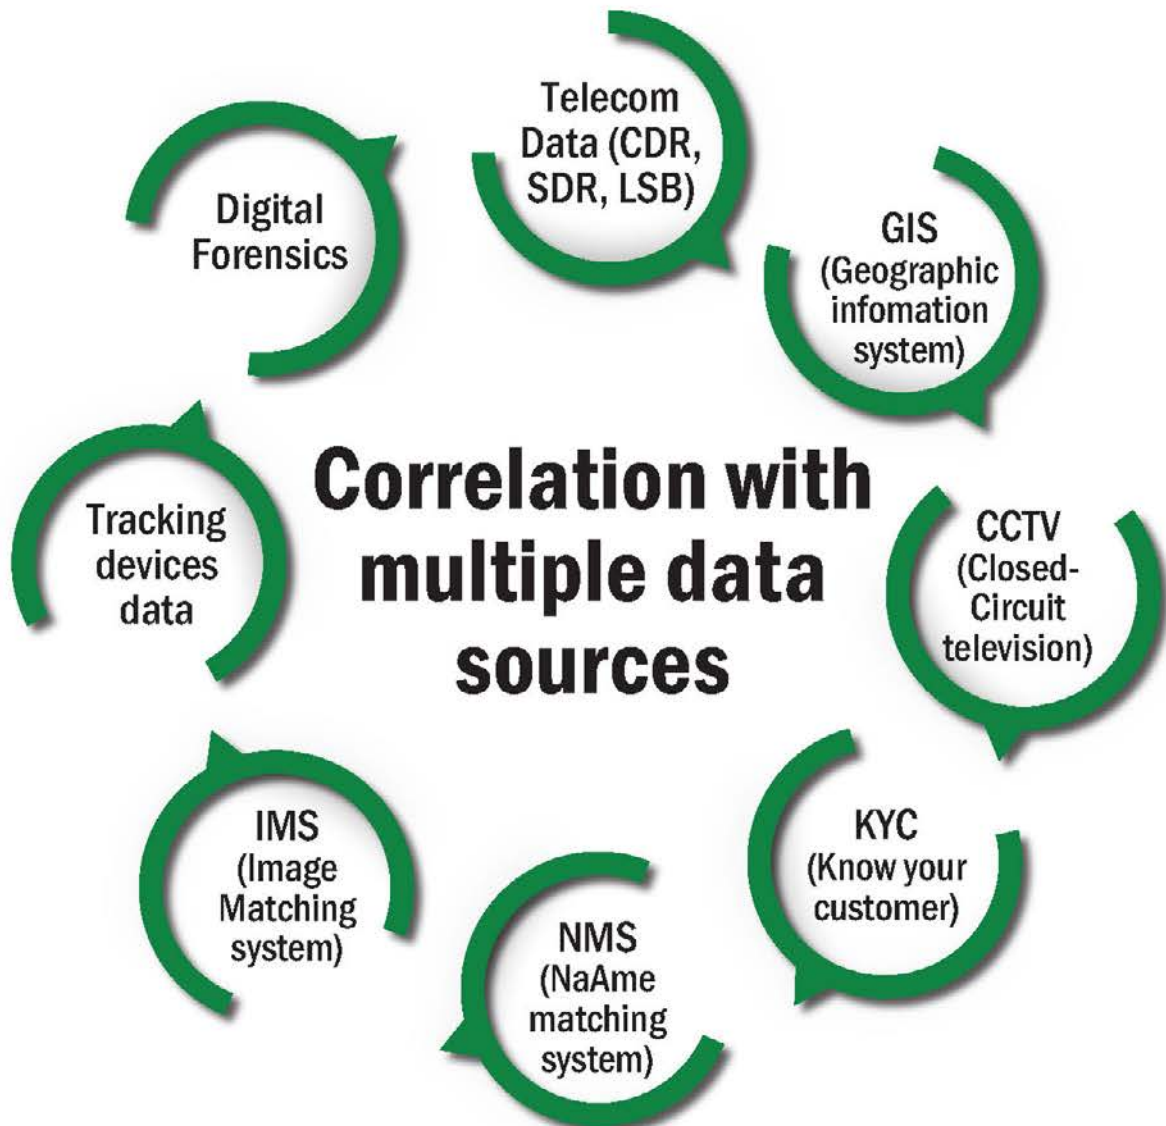 Telecom
Data (CDR,
SDR, LSB)
GIS
(Geographic
infomation
system)
CCTV
(Closed-
Circuit
television)
KYC
(Know your
customer)
NMS
(NaAme
matching
system)
IMS
(Image
Matching
system)
Tracking
devices
data
Digital
Forensics
Correlation with
multiple data
sources